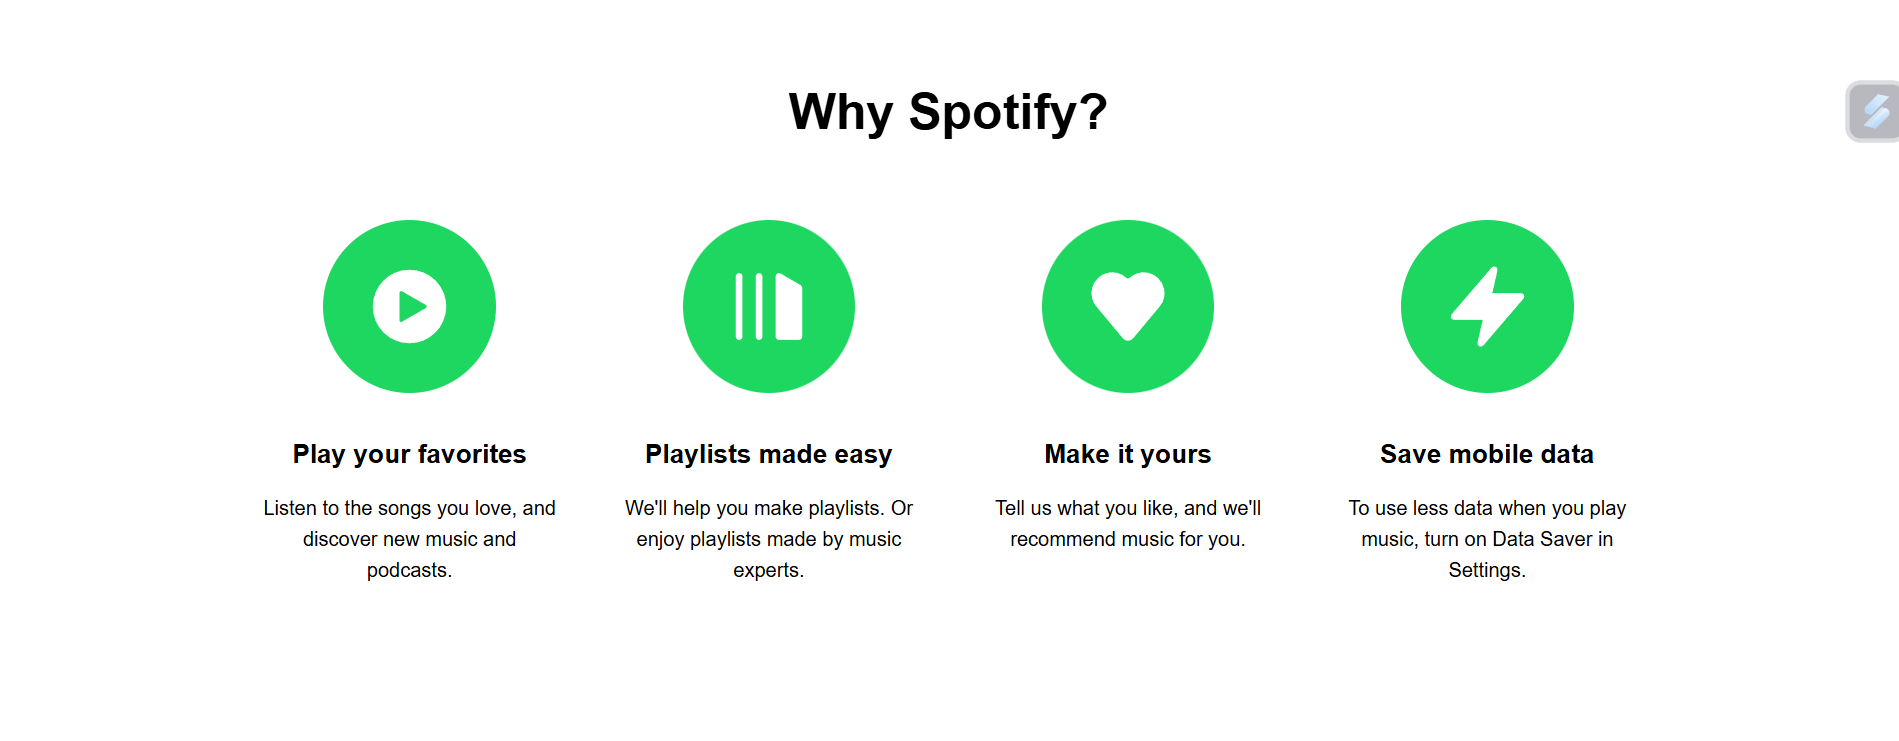 Why Spotify?
Play your favorites
Listen to the songs you love, and
discover new music and
podcasts.
Playlists made easy
We'll help you make playlists. Or
enjoy playlists made by music
experts.
Make it yours
Tell us what you like, and we'll
recommend music for you.
Save mobile data
To use less data when you play
music, turn on Data Saver in
Settings.